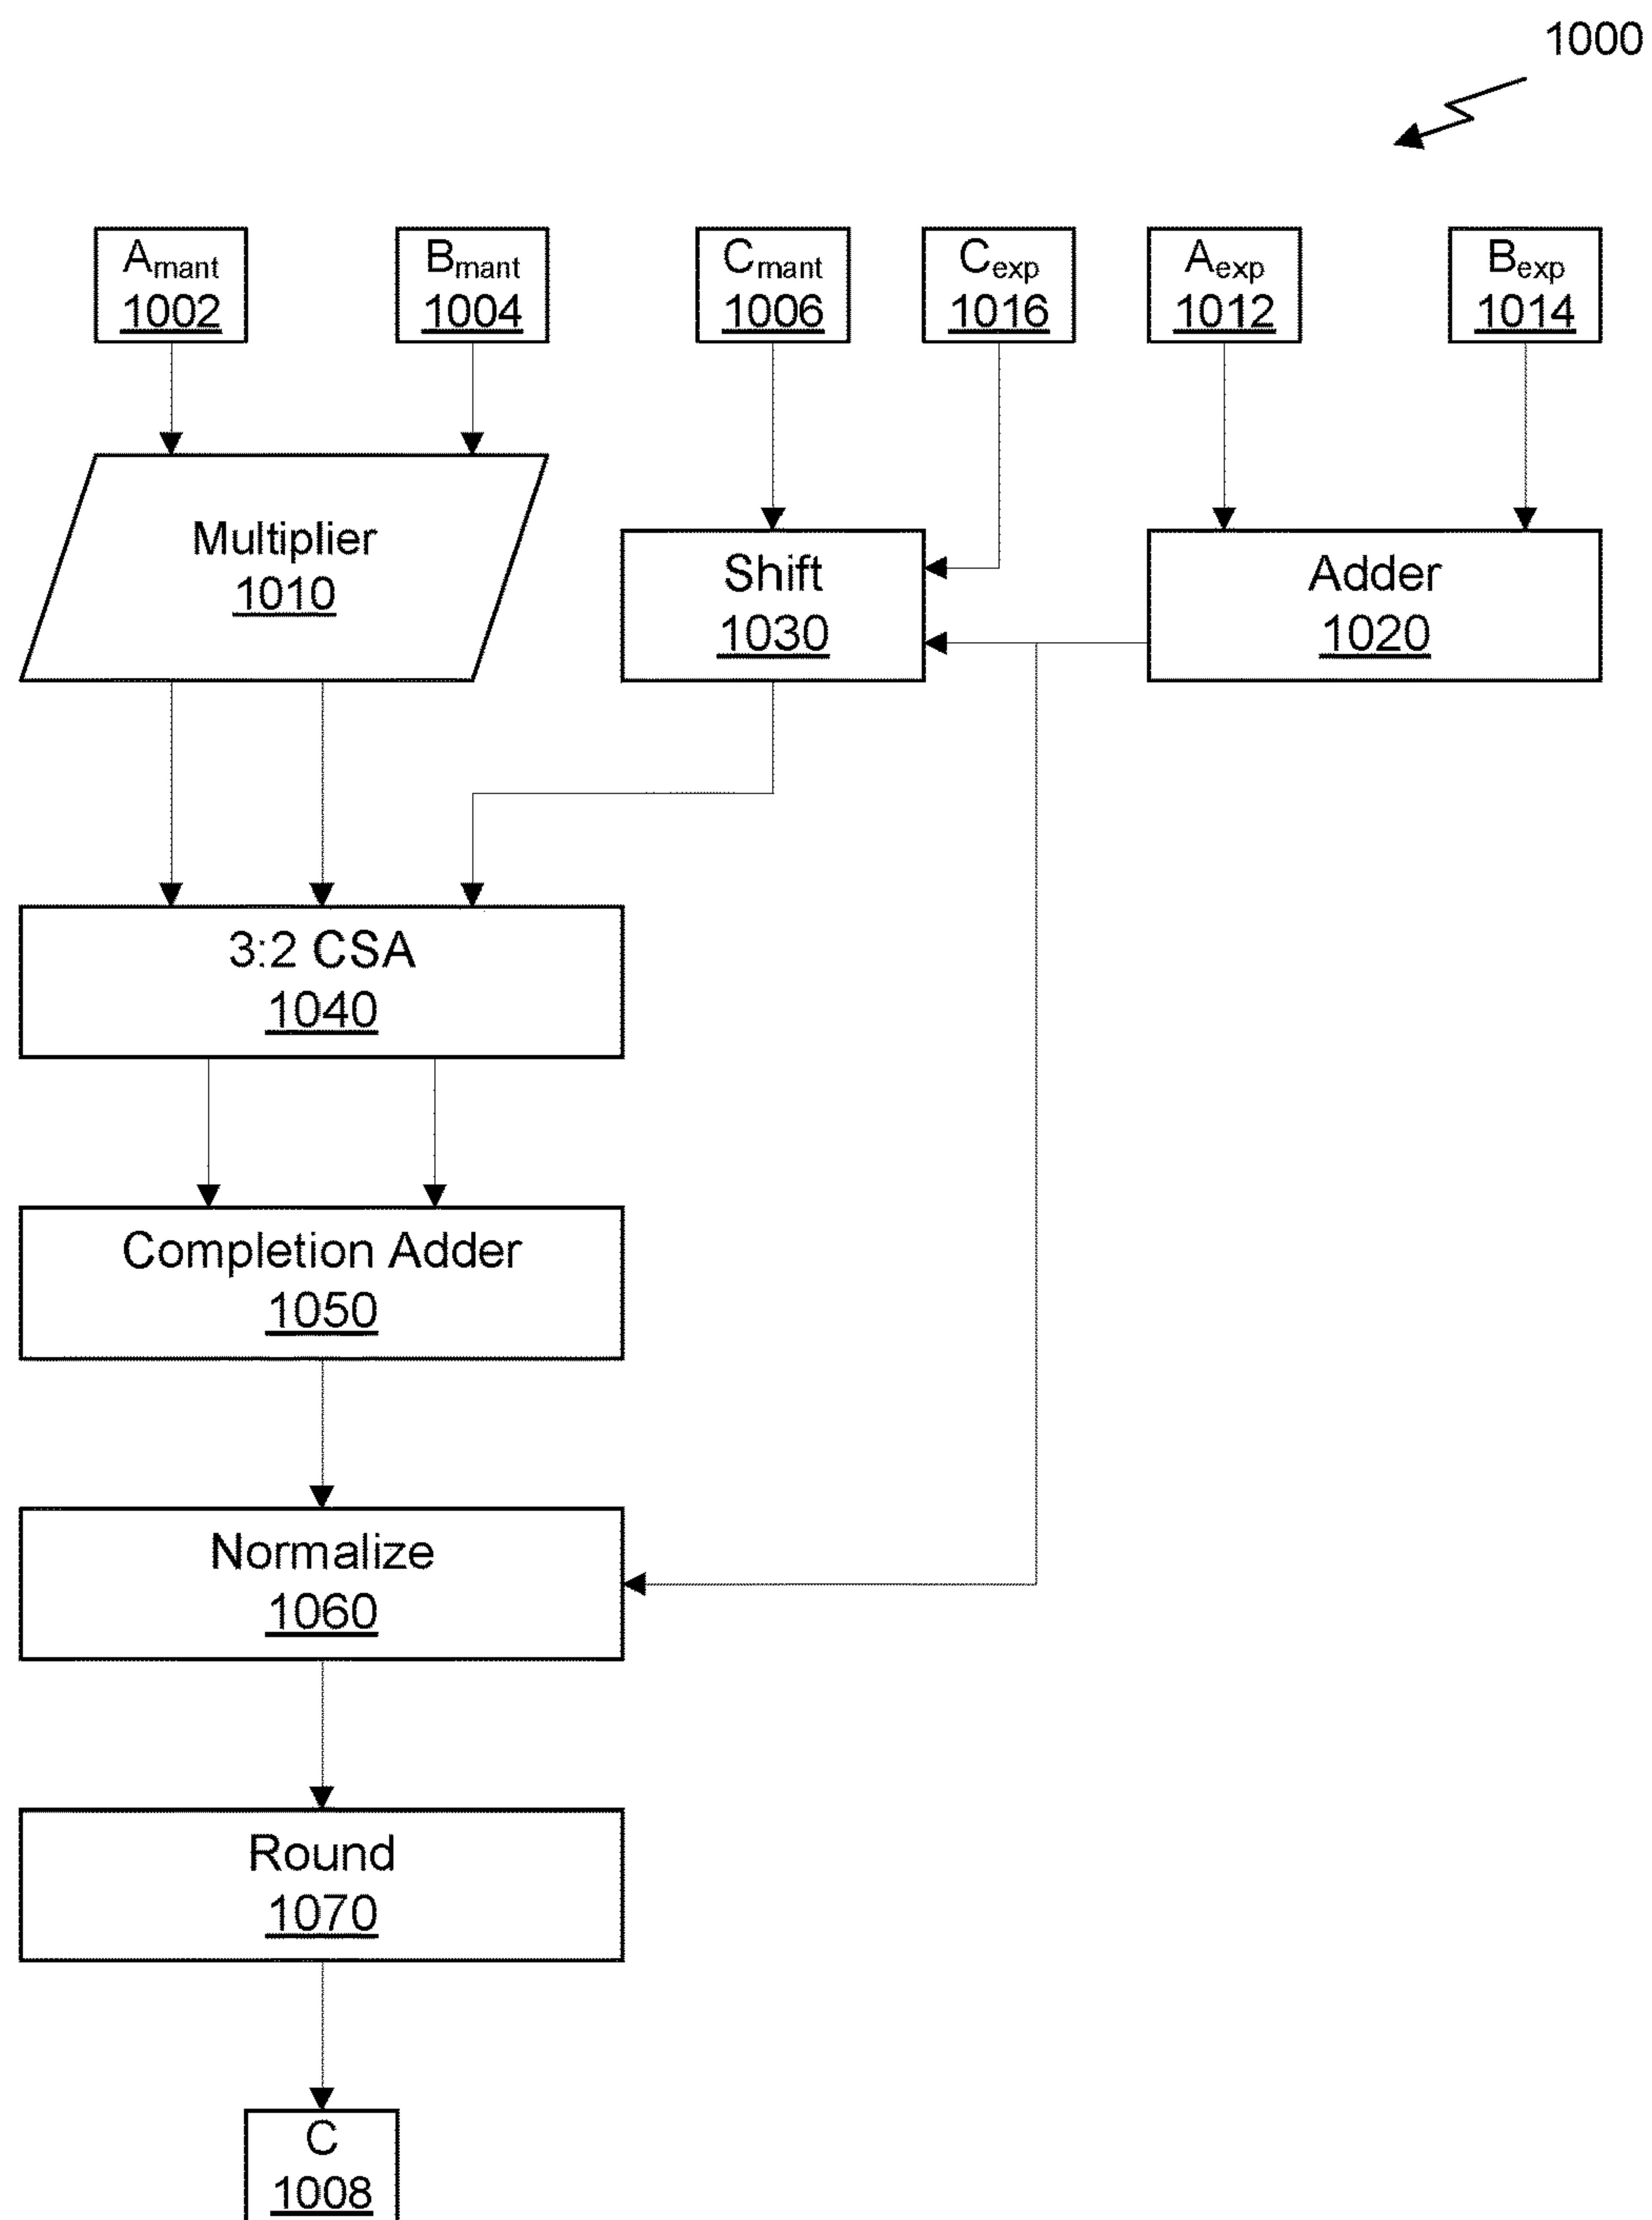 1000
Amant
1002
Bmant
1004
Cmant
1006
Cexp
1016
Aexp
1012
Bexp
1014
Multiplier
1010
Shift
1030
Adder
1020
3:2 CSA
1040
Completion Adder
1050
Normalize
1060
Round
1070
C
1008